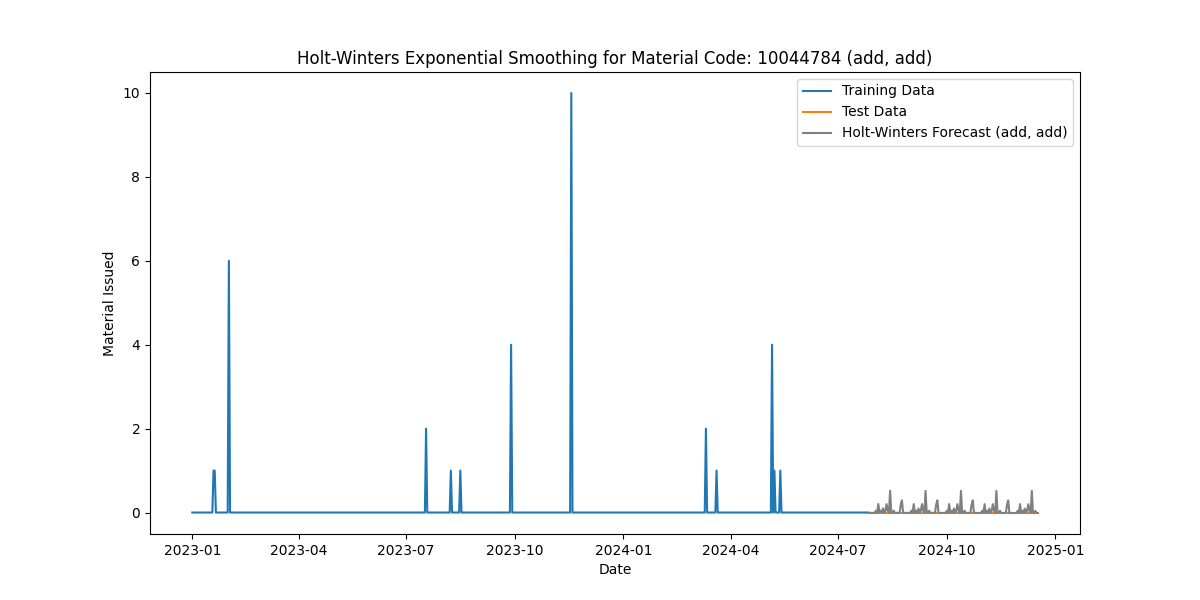 Holt-Winters Exponential Smoothing for Material Code: 10044784 (add, add)
Training Data
Test Data
Holt-Winters Forecast (add, add)
Material Issued
10
8
6
4
2
0
2023-01 2023-04 2023-07 2023-10 2024-01 2024-04 2024-07 2024-10 2025-01
Date